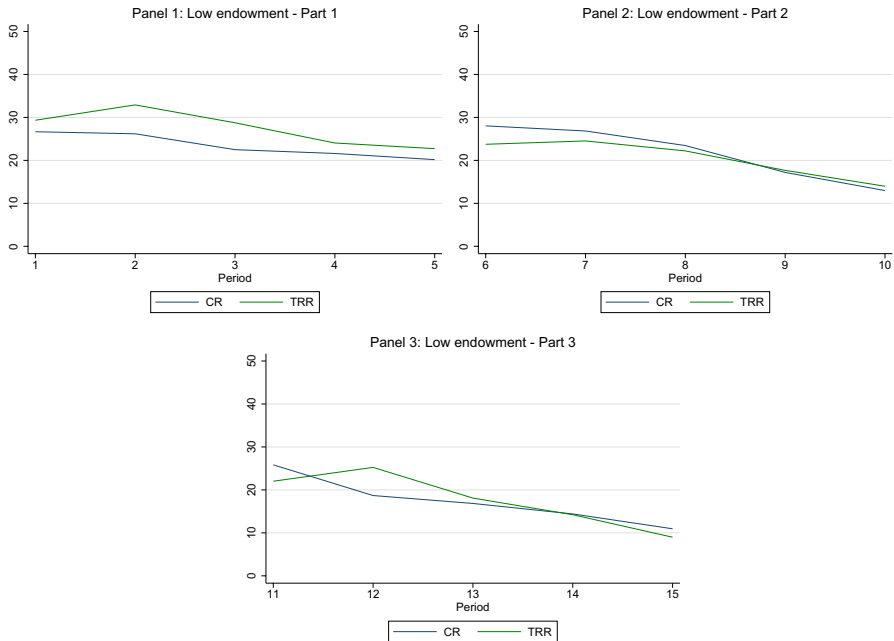 Panel 1: Low endowment - Part 1
50
40
30
20
10
0
1 2 3 4 5
Period
CR TRR
Panel 2: Low endowment - Part 2
50
40
30
20
10
0
6 7 8 9 10
Period
CR TRR
Panel 3: Low endowment - Part 3
50
40
30
20
10
0
11 12 13 14 15
Period
CR TRR